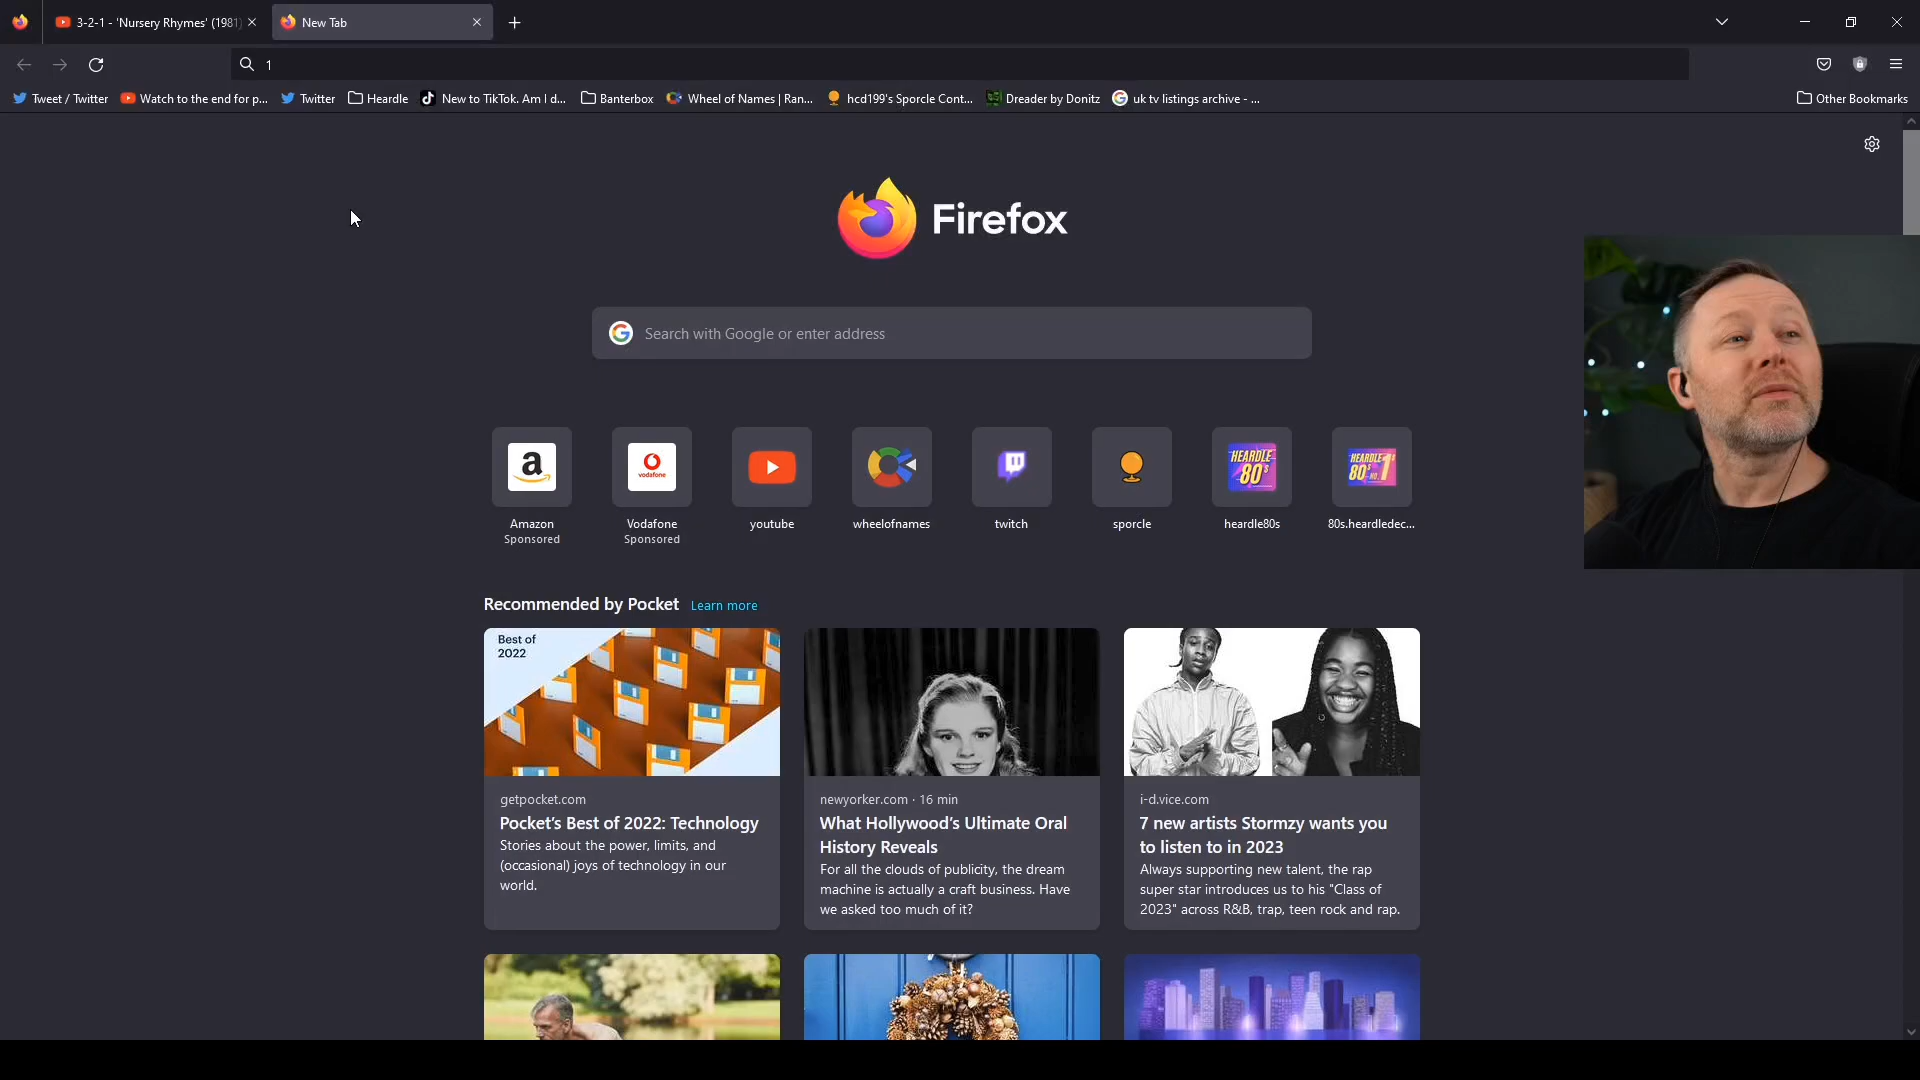 3-2-1 - 'Nursery Rhymes' (1981)
New Tab
1
Tweet / Twitter
Watch to the end for p...
Twitter
Heardle
New to TikTok. Am I d...
Banterbox
Wheel of Names | Ran...
hcd199's Sporcle Cont...
Dreader by Donitz
uk tv listings archive - ...
Other Bookmarks
Firefox
Search with Google or enter address
a
vodafone
HEARDLE
80s
HEARDLE
80s
NO.1
Amazon
Sponsored
Vodafone
Sponsored
youtube
wheelofnames
twitch
sporcle
heardle80s
80s.heardledec...
Recommended by Pocket
Learn more
Best of
2022
getpocket.com
Pocket's Best of 2022: Technology
Stories about the power, limits, and
(occasional) joys of technology in our
world.
newyorker.com · 16 min
What Hollywood's Ultimate Oral
History Reveals
For all the clouds of publicity, the dream
machine is actually a craft business. Have
we asked too much of it?
i-d.vice.com
7 new artists Stormzy wants you
to listen to in 2023
Always supporting new talent, the rap
super star introduces us to his "Class of
2023" across R&B, trap, teen rock and rap.